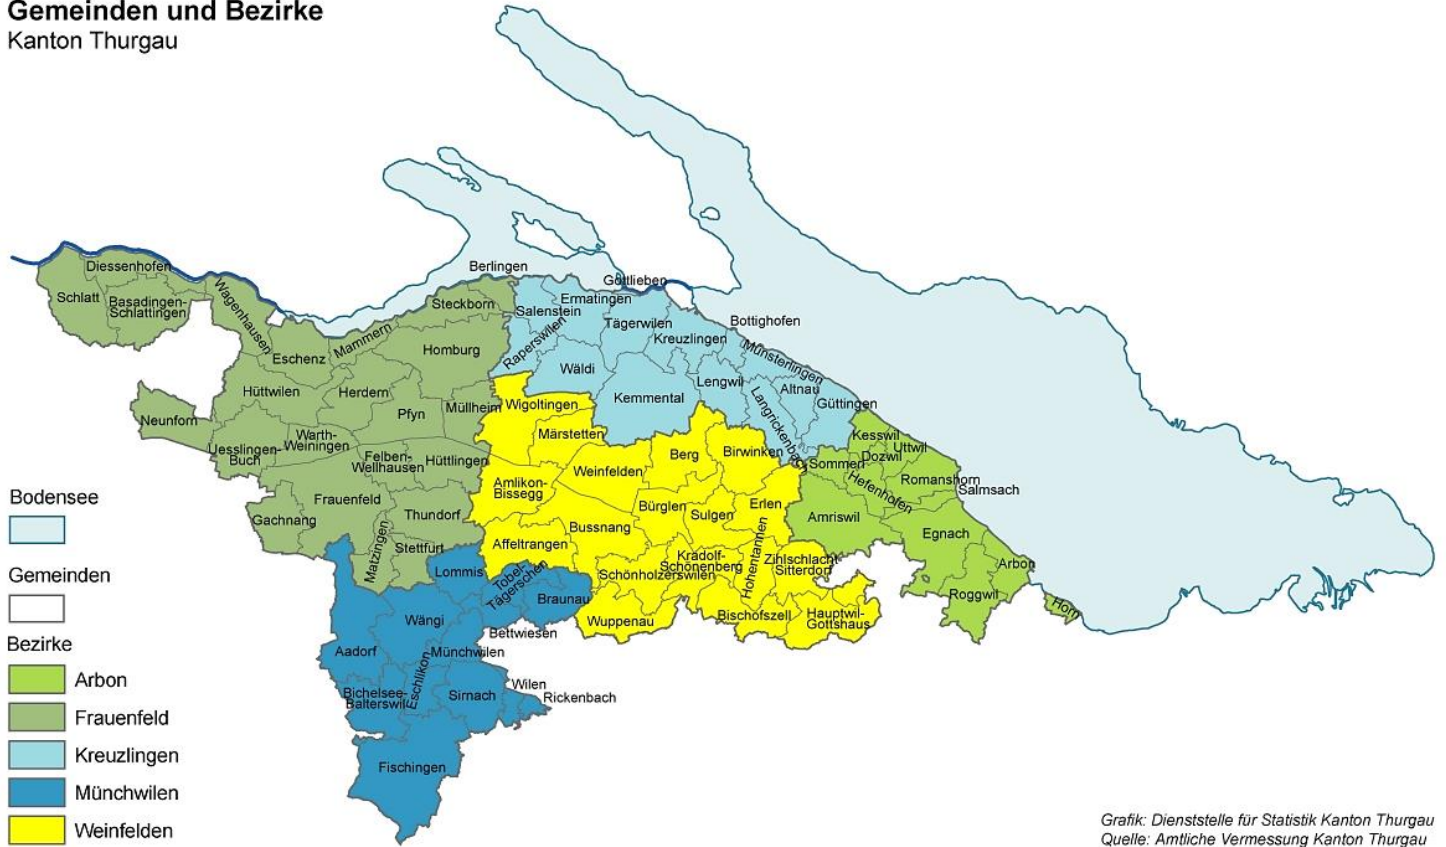 Gemeinden und Bezirke
Kanton Thurgau
Berlingen
Gottlieben
Diessenhofen
Schlatt
Basadingen-
Schlattingen
Wagenhausen
Steckborn
Salenstein
Ermatingen
Tägerwilen
Bottighofen
Kreuzlingen
Raperswilen
Mammern
Eschenz
Homburg
Münsterlingen
Wäldi
Lengwil
Altnau
Güttingen
Kemmental
Langrickenbach
Hüttwilen
Herdern
Pfyn
Müllheim
Wigoltingen
Neunforn
Märstetten
Kesswil
Uttwil
Dozwil
Sommeri
Uesslingen-
Buch
Warth-
Weiningen
Felben-
Wellhausen
Hüttlingen
Weinfelden
Berg
Birwinken
Hefenhofen
Romanshorn
Salmsach
Amlikon-
Bissegg
Frauenfeld
Gachnang
Thundorf
Bürglen
Sulgen
Erlen
Amriswil
Egnach
Bussnang
Matzingen
Stettfurt
Affeltrangen
Kradolf-
Schönenberg
Hohentannen
Zihlschlacht-
Sitterdorf
Arbon
Lommis
Tobel-
Tägerschen
Schönholzerswilen
Braunau
Roggwil
Horn
Wängi
Bettwiesen
Wuppenau
Bischofszell
Hauptwil-
Gottshaus
Aadorf
Eschlikon
Münchwilen
Bichelsee-
Balterswil
Sirnach
Wilen
Rickenbach
Fischingen
Bodensee
Gemeinden
Bezirke
Arbon
Frauenfeld
Kreuzlingen
Münchwilen
Weinfelden
Grafik: Dienststelle für Statistik Kanton Thurgau
Quelle: Amtliche Vermessung Kanton Thurgau